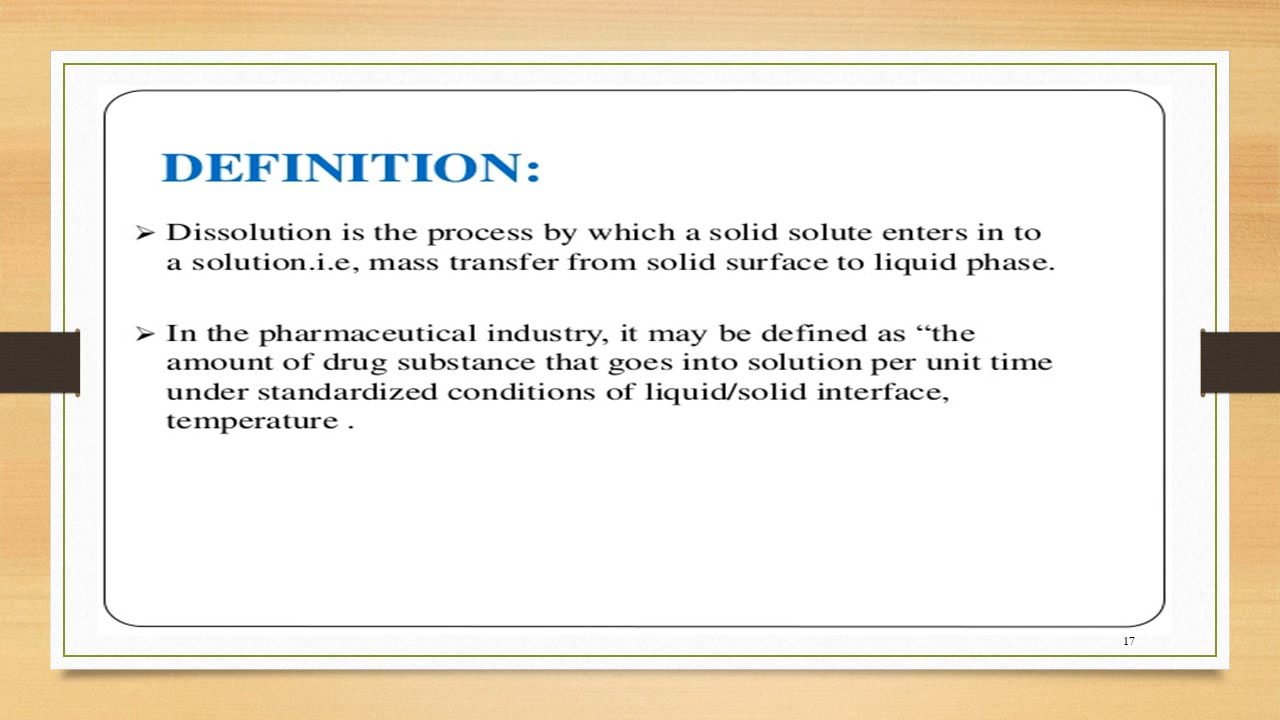 DEFINITION:
➢ Dissolution is the process by which a solid solute enters in to
a solution.i.e, mass transfer from solid surface to liquid phase.
➢ In the pharmaceutical industry, it may be defined as “the
amount of drug substance that goes into solution per unit time
under standardized conditions of liquid/solid interface,
temperature .
17